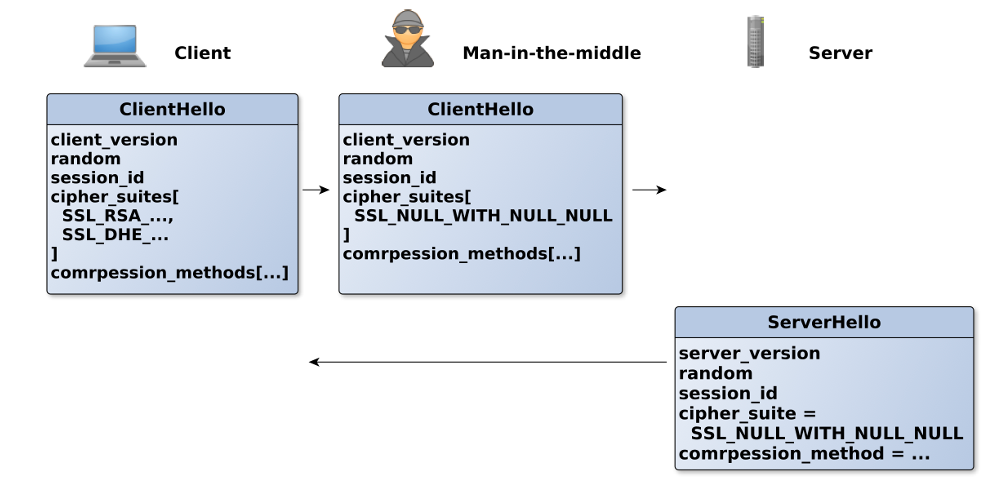 Client
Man-in-the-middle
Server
ClientHello
client_version
random
session_id
cipher_suites[
SSL_RSA_...,
SSL_DHE_...
]
comrpession_methods[...]
ClientHello
client_version
random
session_id
cipher_suites[
SSL_NULL_WITH_NULL_NULL
]
comrpession_methods[...]
ServerHello
server_version
random
session_id
cipher_suite =
SSL_NULL_WITH_NULL_NULL
comrpession_method = ...